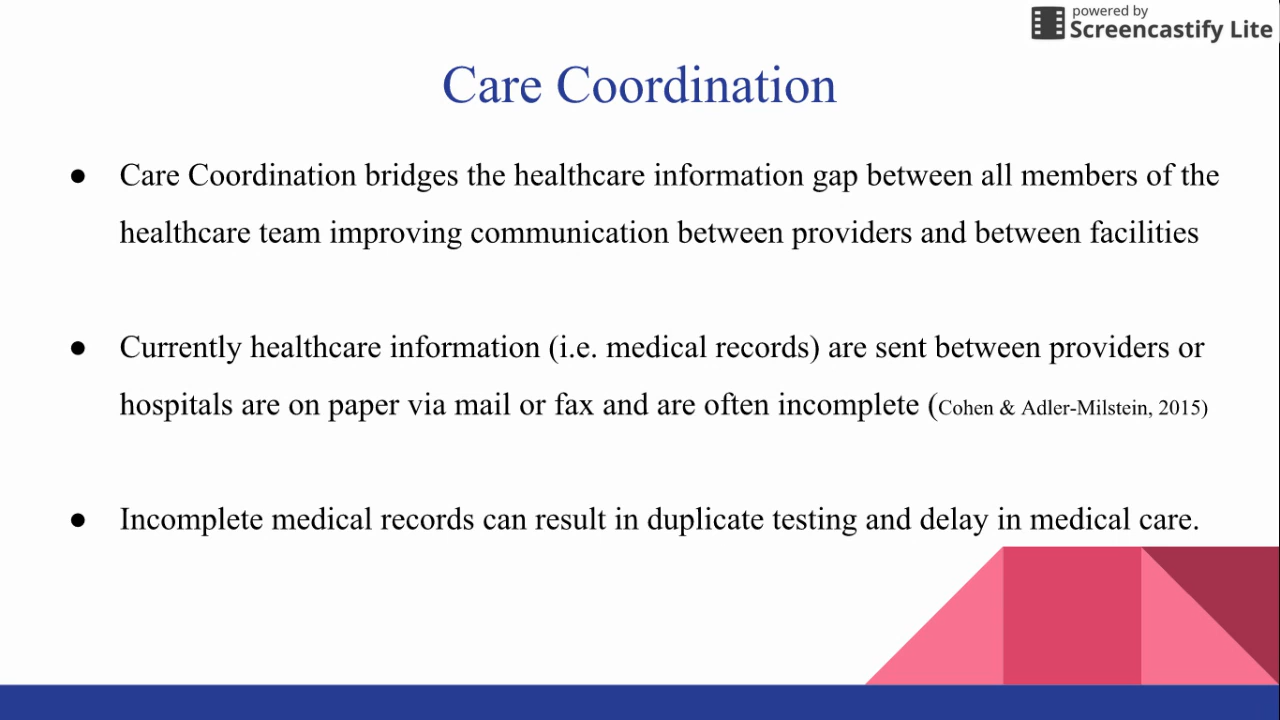 powered by
Screencastify Lite
Care Coordination
● Care Coordination bridges the healthcare information gap between all members of the
healthcare team improving communication between providers and between facilities
● Currently healthcare information (i.e. medical records) are sent between providers or
hospitals are on paper via mail or fax and are often incomplete (Cohen & Adler-Milstein, 2015)
● Incomplete medical records can result in duplicate testing and delay in medical care.